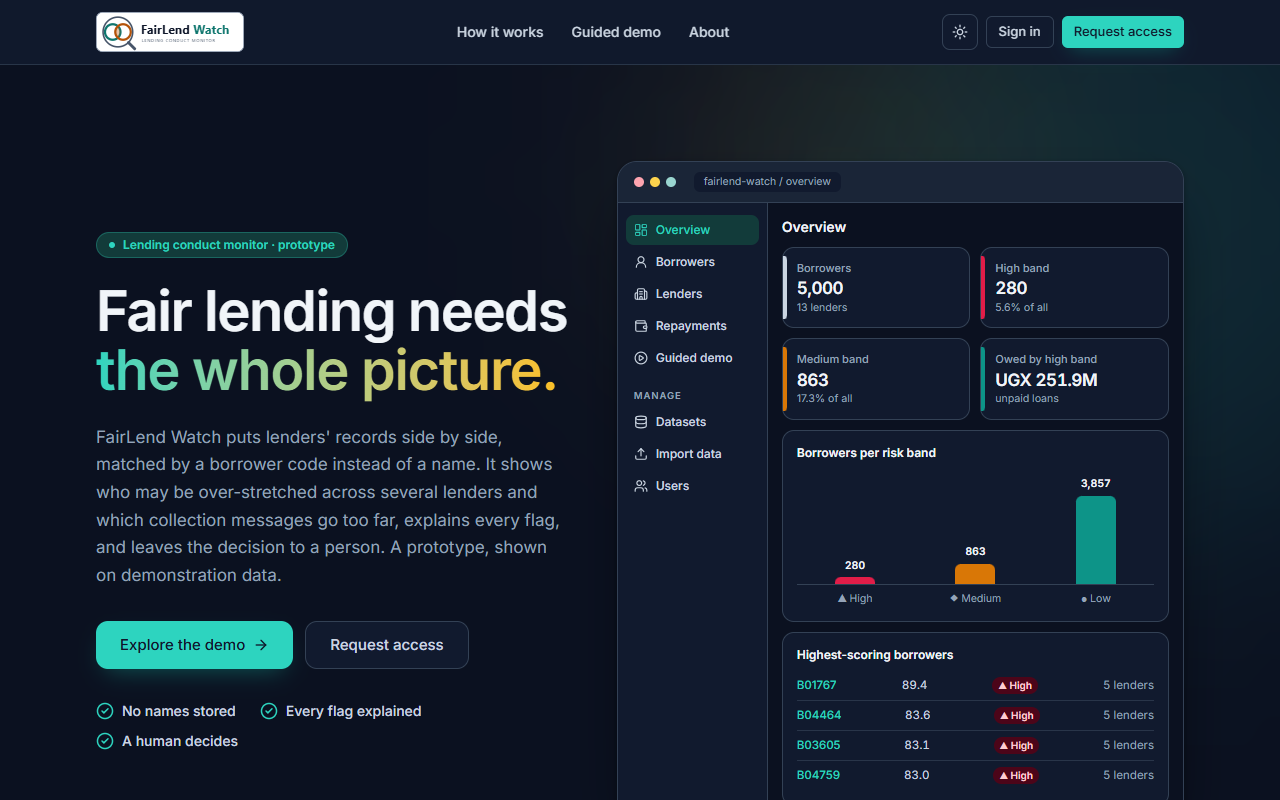 FairLend Watch
LENDING CONDUCT MONITOR
How it works
Guided demo
About
Sign in
Request access
Lending conduct monitor · prototype
Fair lending needs
the whole picture.
FairLend Watch puts lenders' records side by side,
matched by a borrower code instead of a name. It shows
who may be over-stretched across several lenders and
which collection messages go too far, explains every flag,
and leaves the decision to a person. A prototype, shown
on demonstration data.
Explore the demo →
Request access
No names stored
Every flag explained
A human decides
fairlend-watch / overview
Overview
Borrowers
Lenders
Repayments
Guided demo
MANAGE
Datasets
Import data
Users
Overview
Borrowers
5,000
13 lenders
High band
280
5.6% of all
Medium band
863
17.3% of all
Owed by high band
UGX 251.9M
unpaid loans
Borrowers per risk band
280
863
3,857
▲ High
◆ Medium
● Low
Highest-scoring borrowers
B01767 89.4 ▲ High 5 lenders
B04464 83.6 ▲ High 5 lenders
B03605 83.1 ▲ High 5 lenders
B04759 83.0 ▲ High 5 lenders